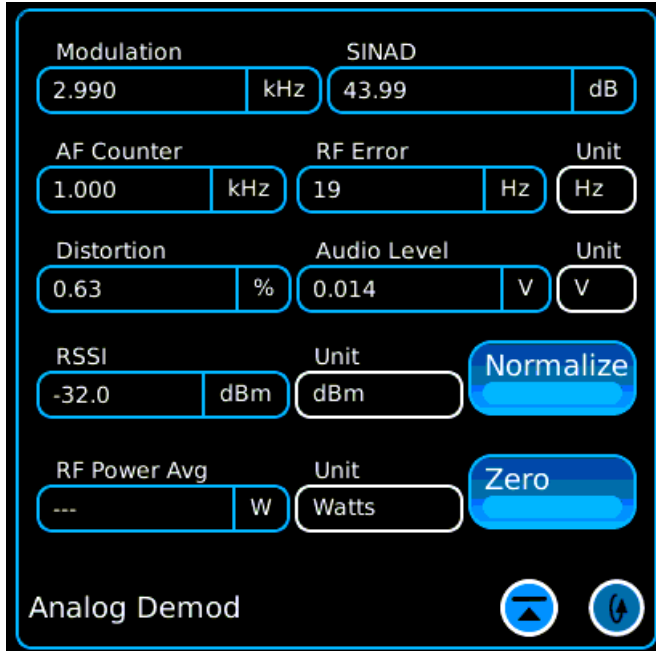 Modulation SINAD
2.990 kHz 43.99 dB
AF Counter RF Error Unit
1.000 kHz 19 Hz Hz
Distortion Audio Level Unit
0.63 % 0.014 V V
RSSI Unit Normalize
-32.0 dBm dBm
RF Power Avg Unit Zero
--- W Watts
Analog Demod